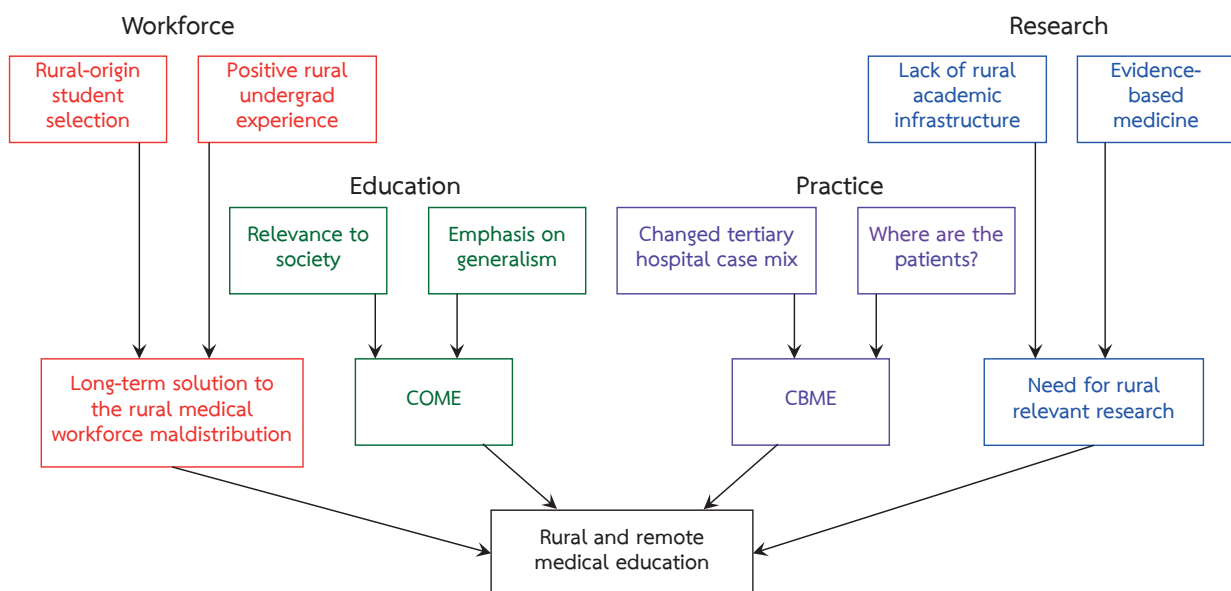 Workforce
Research
Rural-origin
student
selection
Positive rural
undergrad
experience
Lack of rural
academic
infrastructure
Evidence-
based
medicine
Education
Practice
Relevance to
society
Emphasis on
generalism
Changed tertiary
hospital case mix
Where are the
patients?
Long-term solution to
the rural medical
workforce maldistribution
COME
CBME
Need for rural
relevant research
Rural and remote
medical education